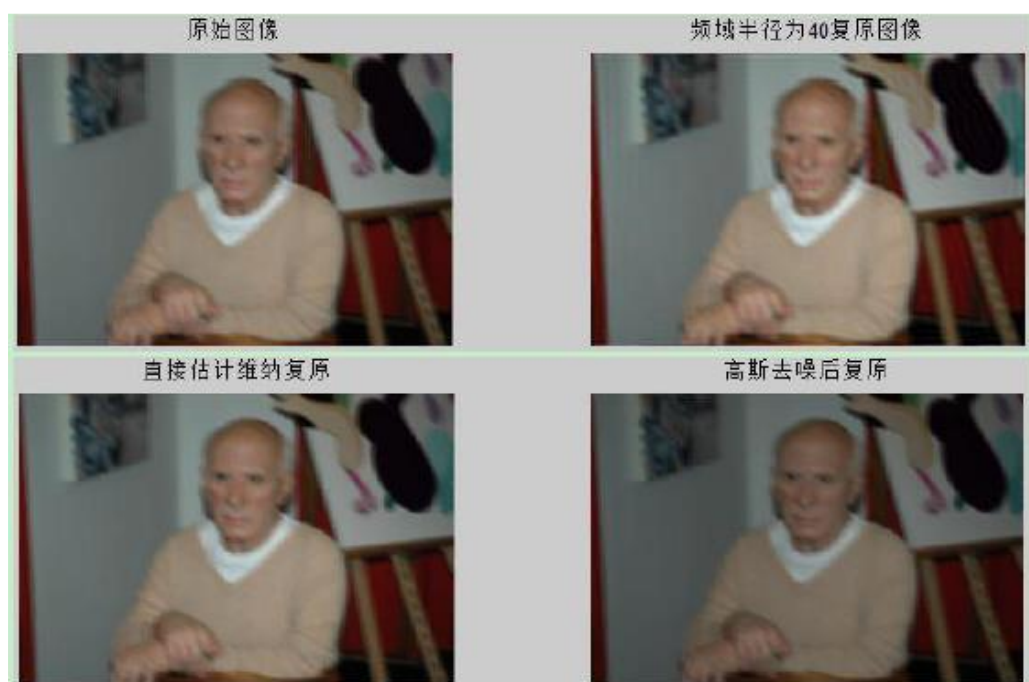 原始图像
频域半径为40复原图像
直接估计维纳复原
高斯去噪后复原